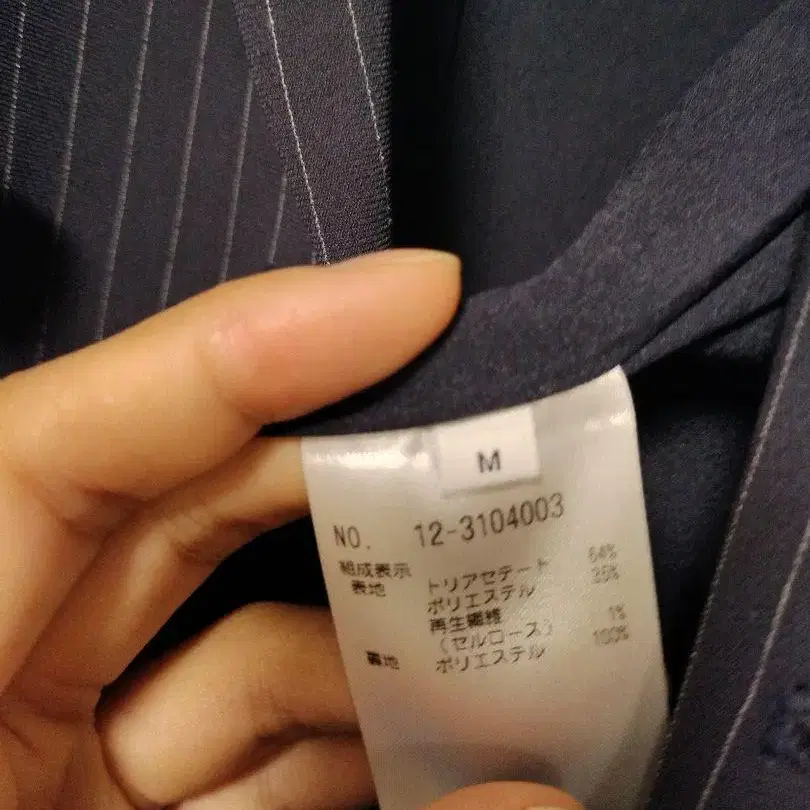 M
NO. 12-3104003
組成表示
表地 トリアセテート 64%
ポリエステル 35%
再生繊維
(セルロース) 1%
裏地 ポリエステル 100%